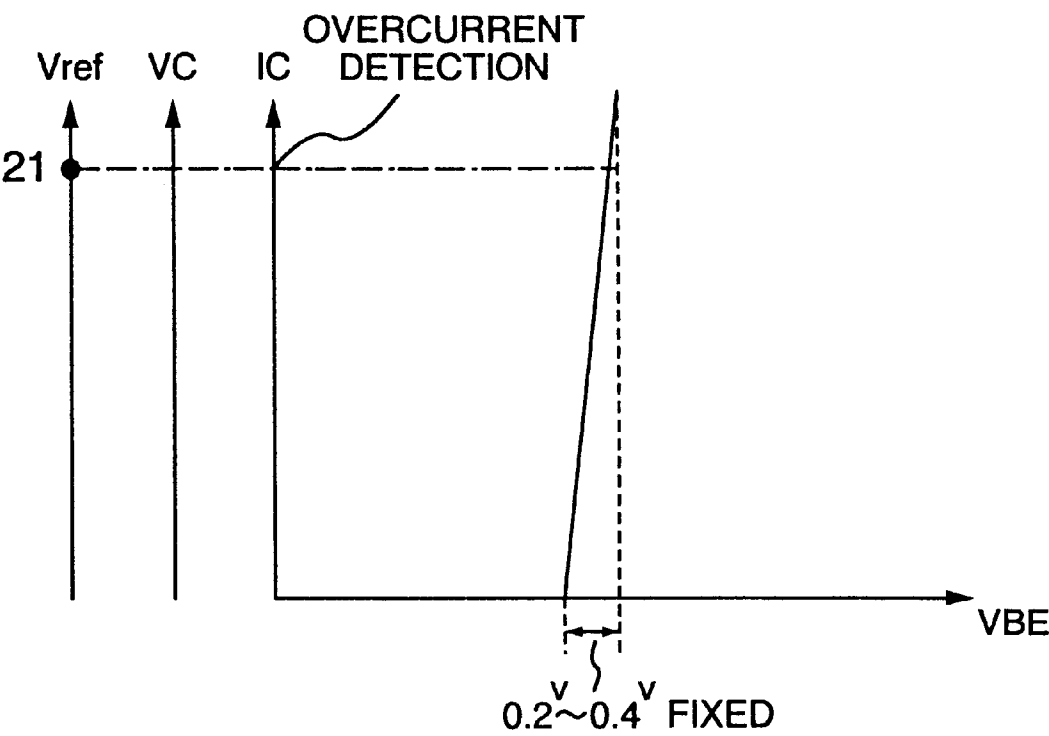 OVERCURRENT
DETECTION
Vref VC IC
21
VBE
0.2v~0.4v FIXED